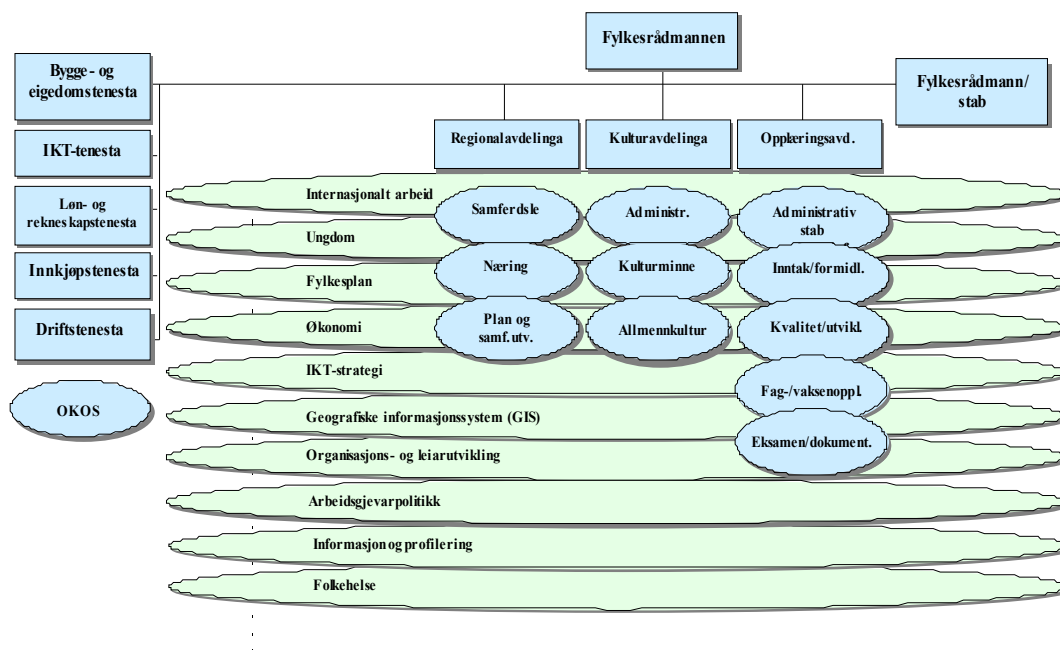 Fylkesrådmannen
Bygge- og
eigedomstenesta
Fylkesrådmann/
stab
IKT-tenesta
Løn- og
rekneskapstenesta
Innkjøpstenesta
Driftstenesta
OKOS
Regionalavdelinga
Kulturavdelinga
Opplæringsavd.
Samferdsle
Næring
Plan og
samf.utv.
Administr.
Kulturminne
Allmennkultur
Administrativ
stab
Inntak/formidl.
Kvalitet/utvikl.
Fag-/vaksenoppl.
Eksamen/dokument.
Internasjonalt arbeid
Ungdom
Fylkesplan
Økonomi
IKT-strategi
Geografiske informasjonssystem (GIS)
Organisasjons- og leiarutvikling
Arbeidsgjevarpolitikk
Informasjon og profilering
Folkehelse